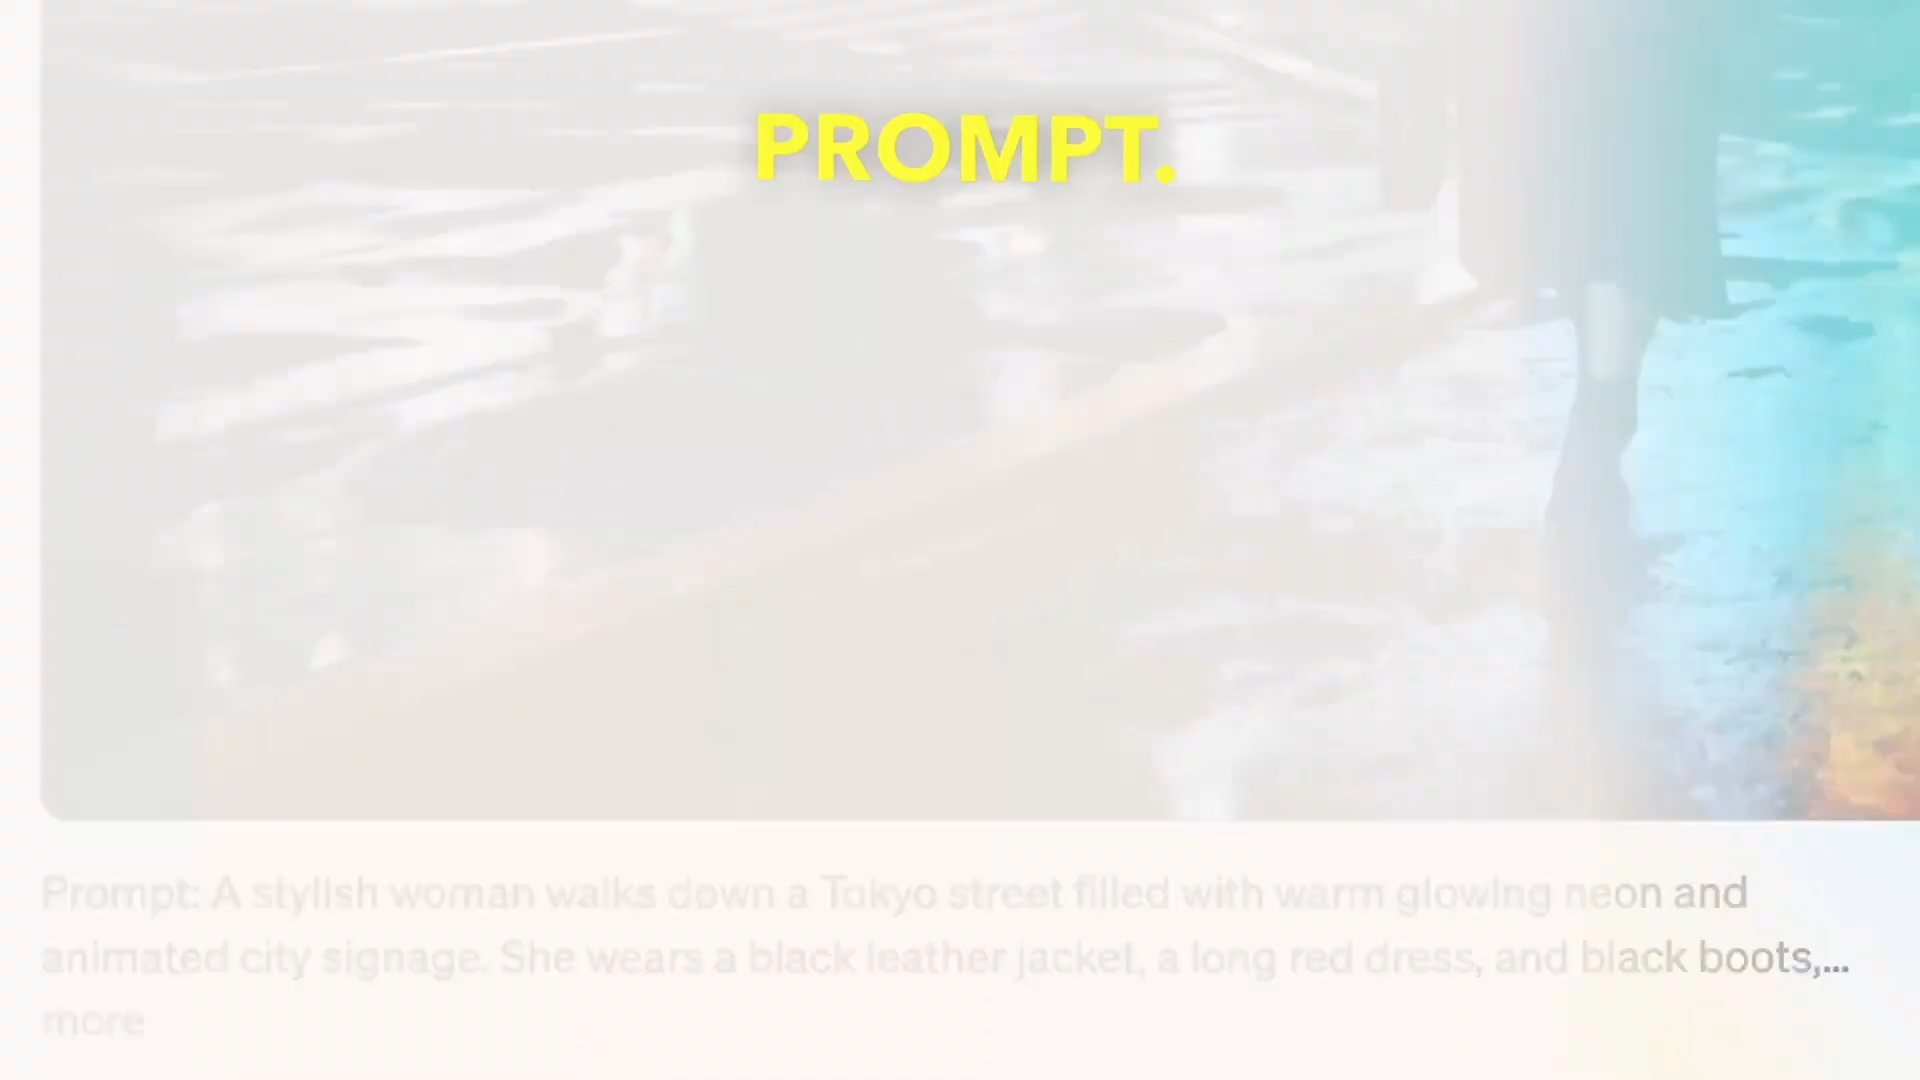 PROMPT.
Prompt: A stylish woman walks down a Tokyo street filled with warm glowing neon and
animated city signage. She wears a black leather jacket, a long red dress, and black boots,...
more